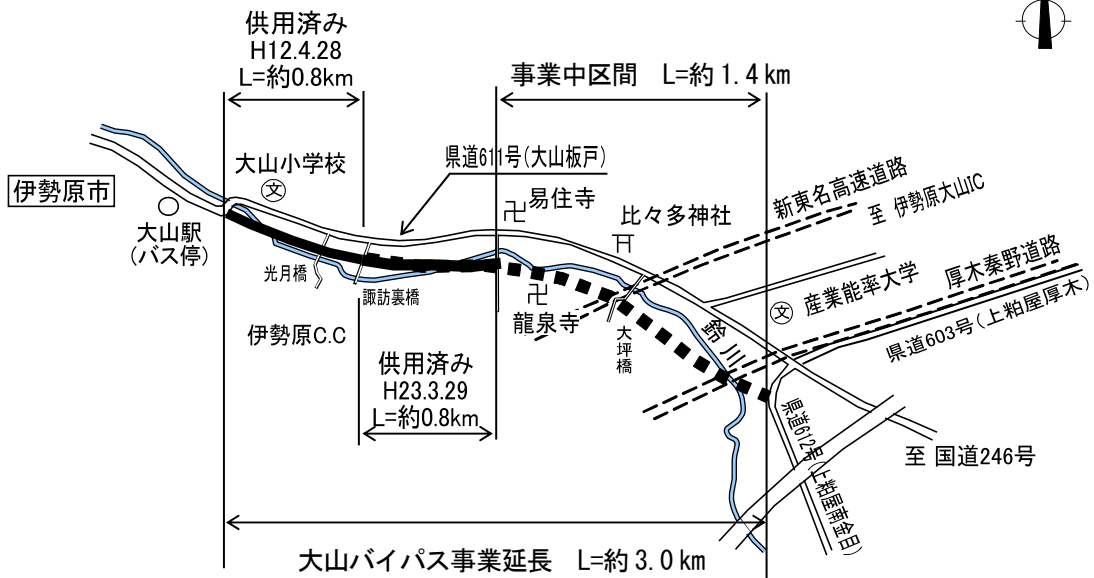 供用済み
H12.4.28
L=約0.8km
事業中区間 L=約1.4km
県道611号(大山板戸)
大山小学校
文
伊勢原市
大山駅
(バス停)
卍 易住寺
比々多神社
新東名高速道路
至 伊勢原大山IC
光月橋
諏訪裏橋
卍
龍泉寺
大坪橋
鈴川
文 産業能率大学
厚木秦野道路
県道603号(上粕屋厚木)
伊勢原C.C
供用済み
H23.3.29
L=約0.8km
県道612号(上粕屋南金目)
至 国道246号
大山バイパス事業延長 L=約3.0km